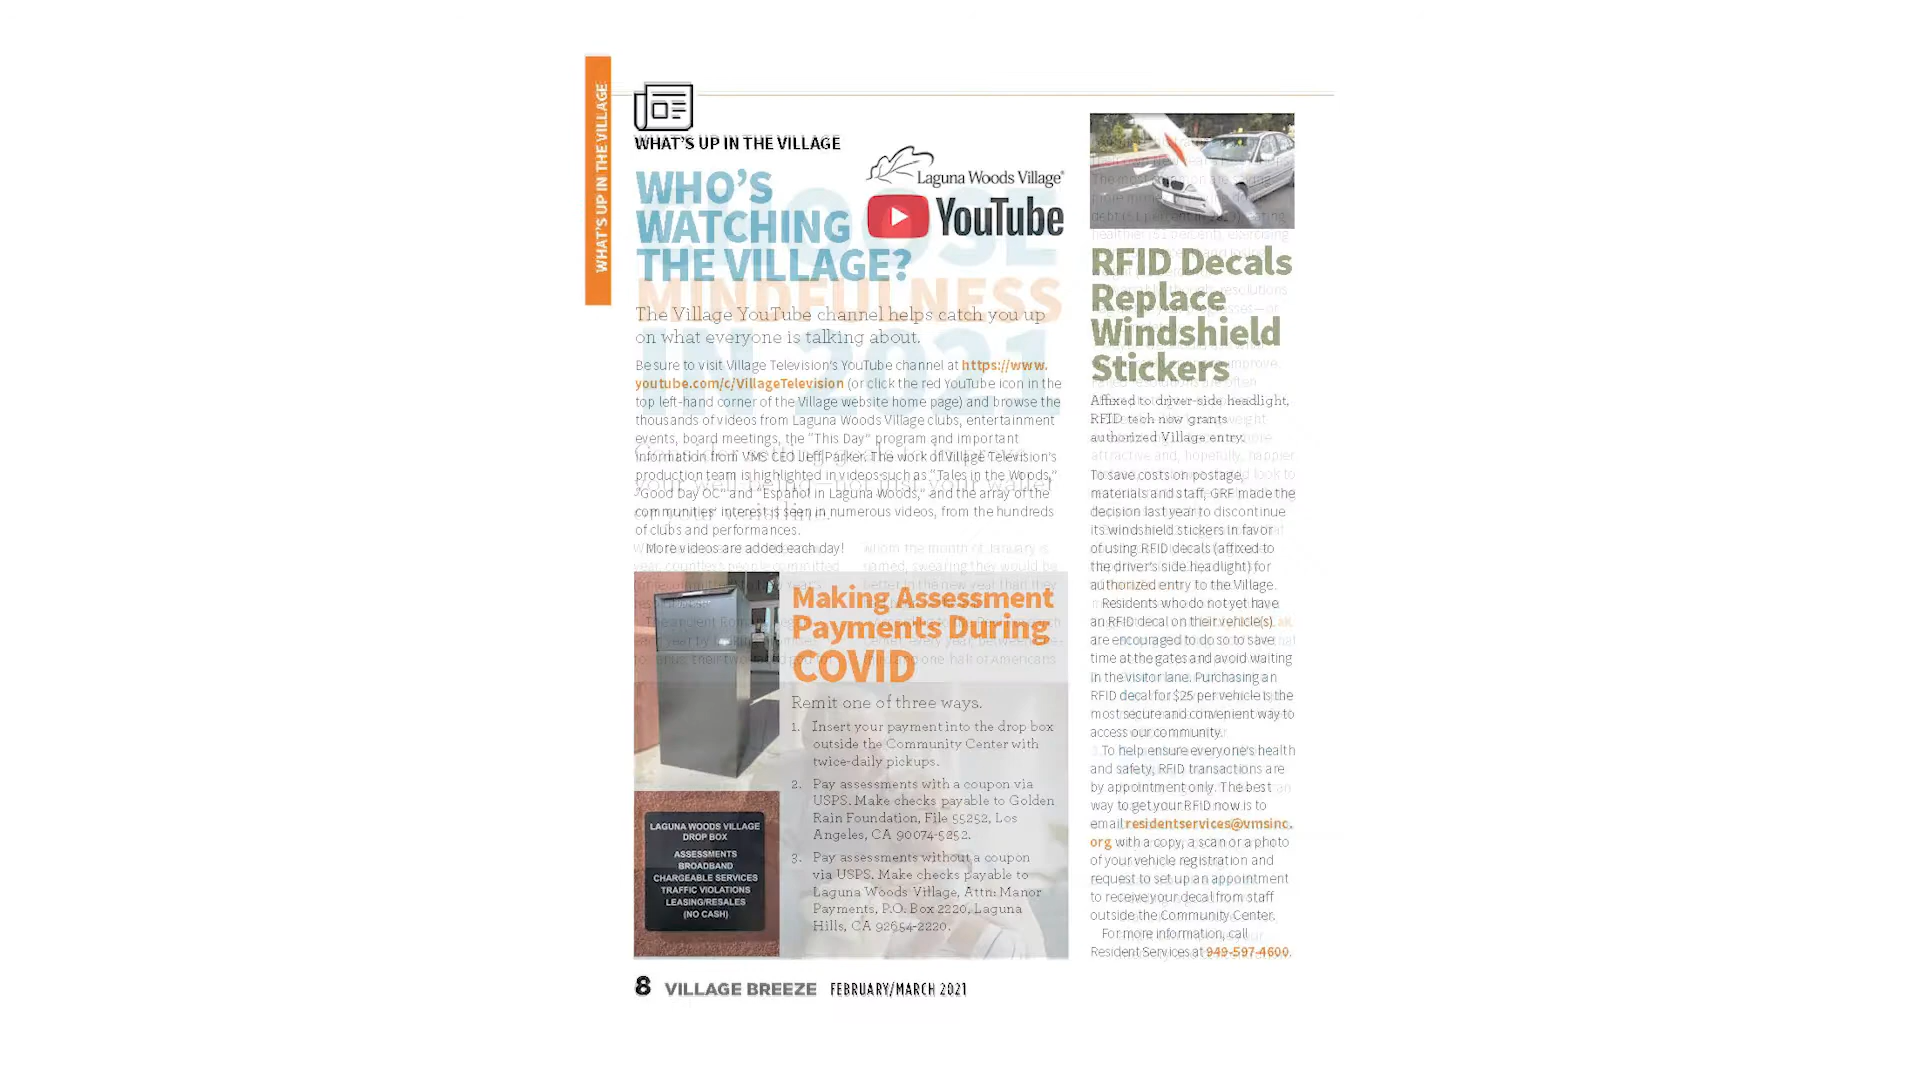 WHAT'S UP IN THE VILLAGE
WHAT'S UP IN THE VILLAGE
WHO'S
WATCHING
THE VILLAGE?
Laguna Woods Village®
YouTube
The Village YouTube channel helps catch you up
on what everyone is talking about.
Be sure to visit Village Television's YouTube channel at https://www.
youtube.com/c/VillageTelevision (or click the red YouTube icon in the
top left-hand corner of the Village website home page) and browse the
thousands of videos from Laguna Woods Village clubs, entertainment
events, board meetings, the "This Day" program and important
information from VMS CEO Jeff Parker. The work of Village Television's
production team is highlighted in videos such as "Tales in the Woods,"
"Good Day OC" and "Español in Laguna Woods," and the array of the
communities' interest is seen in numerous videos, from the hundreds
of clubs and performances.
More videos are added each day!
LOOSE
MINDFULNESS
IN 2021
LAGUNA WOODS VILLAGE
DROP BOX
ASSESSMENTS
BROADBAND
CHARGEABLE SERVICES
TRAFFIC VIOLATIONS
LEASING/RESALES
(NO CASH)
Making Assessment
Payments During
COVID
Remit one of three ways.
1. Insert your payment into the drop box
outside the Community Center with
twice-daily pickups.
2. Pay assessments with a coupon via
USPS. Make checks payable to Golden
Rain Foundation, File 55252, Los
Angeles, CA 90074-5252.
3. Pay assessments without a coupon
via USPS. Make checks payable to
Laguna Woods Village, Attn: Manor
Payments, P.O. Box 2220, Laguna
Hills, CA 92654-2220.
RFID Decals
Replace
Windshield
Stickers
Affixed to driver-side headlight,
RFID tech now grants
authorized Village entry.
To save costs on postage,
materials and staff, GRF made the
decision last year to discontinue
its windshield stickers in favor
of using RFID decals (affixed to
the driver's side headlight) for
authorized entry to the Village.
Residents who do not yet have
an RFID decal on their vehicle(s)
are encouraged to do so to save
time at the gates and avoid waiting
in the visitor lane. Purchasing an
RFID decal for $25 per vehicle is the
most secure and convenient way to
access our community.
To help ensure everyone's health
and safety, RFID transactions are
by appointment only. The best
way to get your RFID now is to
email residentservices@vmsinc.
org with a copy, a scan or a photo
of your vehicle registration and
request to set up an appointment
to receive your decal from staff
outside the Community Center.
For more information, call
Resident Services at 949-597-4600.
8 VILLAGE BREEZE FEBRUARY/MARCH 2021